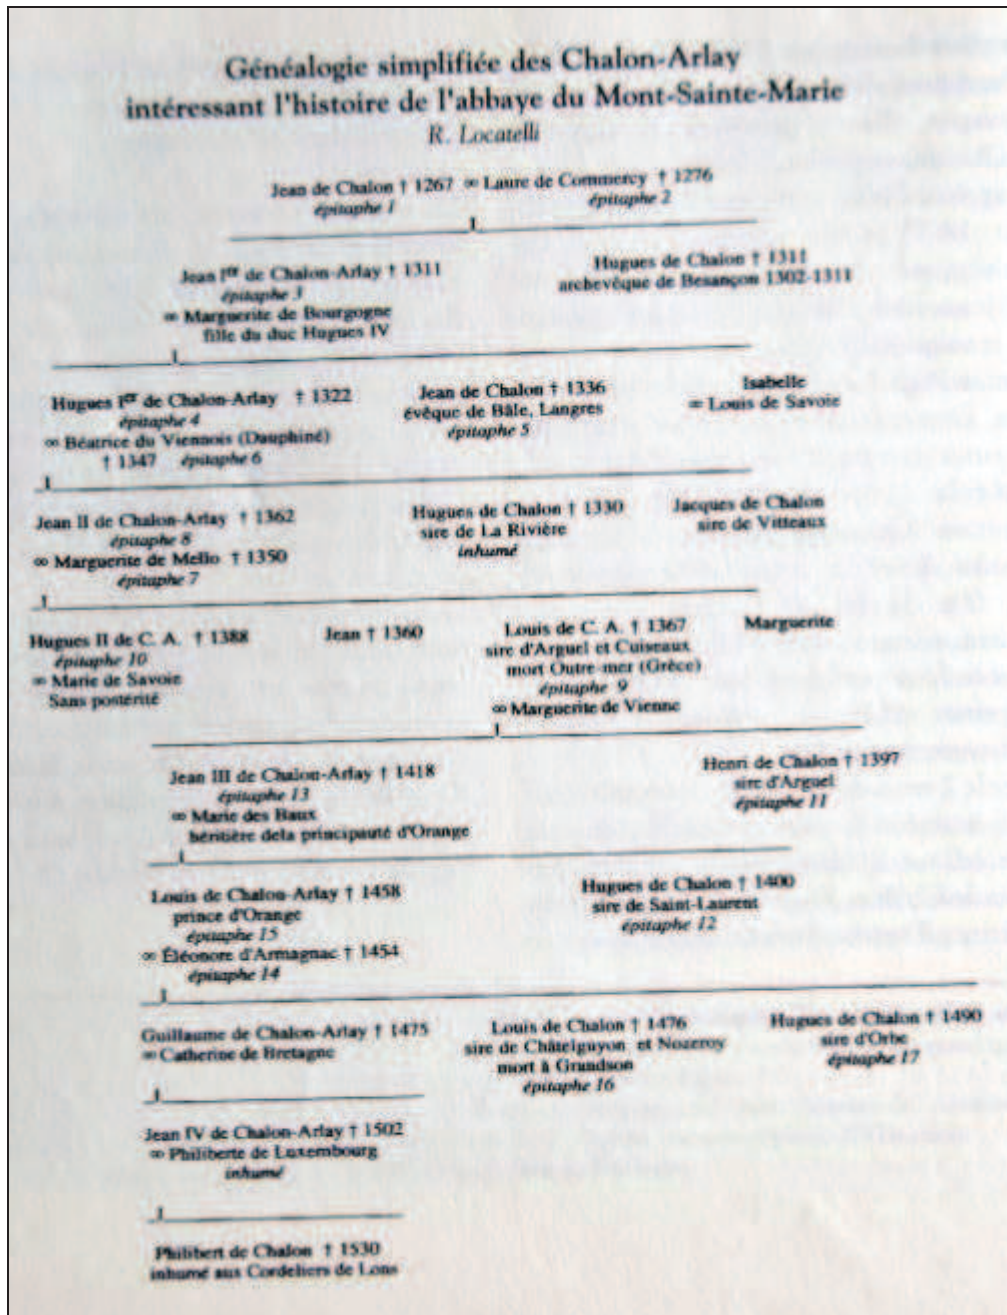 Généalogie simplifiée des Chalon-Arlay
intéressant l'histoire de l'abbaye du Mont-Sainte-Marie
R. Locatelli
Jean de Chalon † 1267 ∞ Laure de Commercy † 1276
épitaphe 1 épitaphe 2
Jean Ier de Chalon-Arlay † 1311
épitaphe 3
∞ Marguerite de Bourgogne
fille du duc Hugues IV
Hugues de Chalon † 1311
archevêque de Besançon 1302-1311
Hugues Ier de Chalon-Arlay † 1322
épitaphe 4
∞ Béatrice du Viennois (Dauphiné)
† 1347 épitaphe 6
Jean de Chalon † 1336
évêque de Bâle, Langres
épitaphe 5
Isabelle
∞ Louis de Savoie
Jean II de Chalon-Arlay † 1362
épitaphe 8
∞ Marguerite de Mello † 1350
épitaphe 7
Hugues de Chalon † 1330
sire de La Rivière
inhumé
Jacques de Chalon
sire de Vitteaux
Hugues II de C. A. † 1388
épitaphe 10
∞ Marie de Savoie
Sans postérité
Jean † 1360
Louis de C. A. † 1367
sire d'Arguel et Cuiseaux
mort Outre-mer (Grèce)
épitaphe 9
∞ Marguerite de Vienne
Marguerite
Jean III de Chalon-Arlay † 1418
épitaphe 13
∞ Marie des Baux
héritière dela principauté d'Orange
Henri de Chalon † 1397
sire d'Arguel
épitaphe 11
Louis de Chalon-Arlay † 1458
prince d'Orange
épitaphe 15
∞ Éléonore d'Armagnac † 1454
épitaphe 14
Hugues de Chalon † 1400
sire de Saint-Laurent
épitaphe 12
Guillaume de Chalon-Arlay † 1475
∞ Catherine de Bretagne
Louis de Chalon † 1476
sire de Châtelguyon et Nozeroy
mort à Grandson
épitaphe 16
Hugues de Chalon † 1490
sire d'Orbe
épitaphe 17
Jean IV de Chalon-Arlay † 1502
∞ Philiberte de Luxembourg
inhumé
Philibert de Chalon † 1530
inhumé aux Cordeliers de Lons